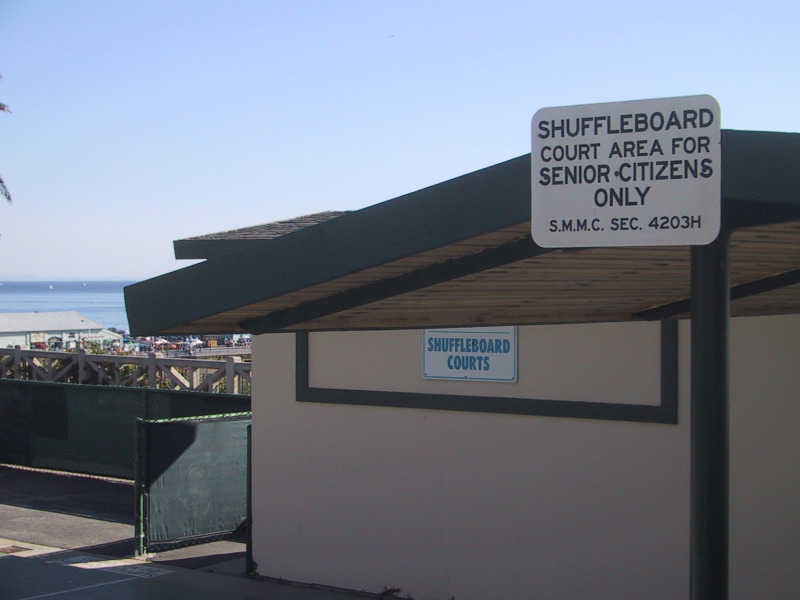 SHUFFLEBOARD
COURT AREA FOR
SENIOR CITIZENS
ONLY
S.M.M.C. SEC. 4203H
SHUFFLEBOARD
COURTS